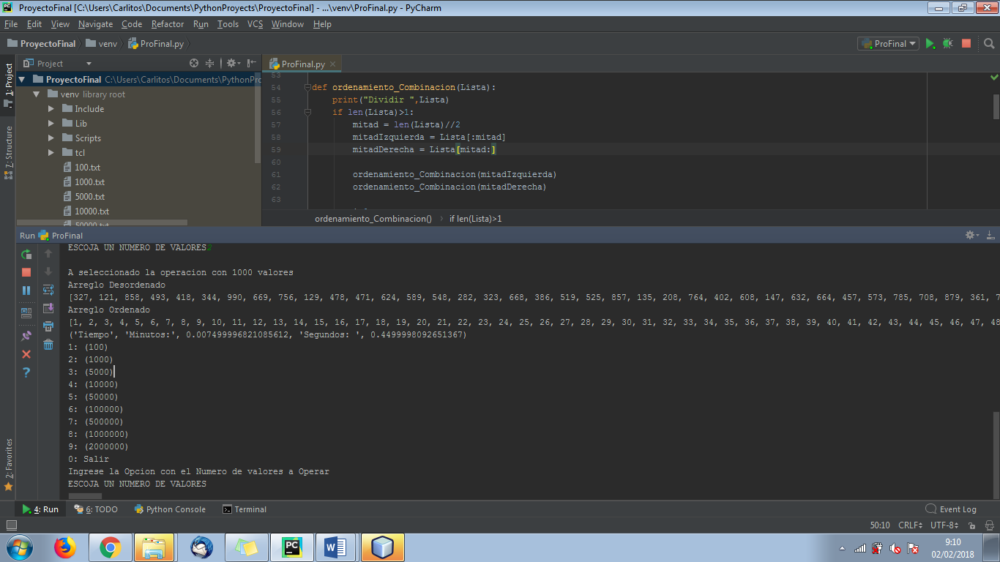 ProyectoFinal [C:\Users\Carlitos\Documents\PythonProyects\ProyectoFinal] - ...\venv\ProFinal.py - PyCharm
File Edit View Navigate Code Refactor Run Tools VCS Window Help
ProyectoFinal venv ProFinal.py
ProFinal
Project
ProFinal.py
1: Project
7: Structure
2: Favorites
ProyectoFinal C:\Users\Carlitos\Documents\PythonPro
venv library root
Include
Lib
Scripts
tcl
100.txt
1000.txt
5000.txt
10000.txt
50000.txt
53
54 def ordenamiento_Combinacion(Lista):
55 print("Dividir ",Lista)
56 if len(Lista)>1:
57 mitad = len(Lista)//2
58 mitadIzquierda = Lista[:mitad]
59 mitadDerecha = Lista[mitad:]
60
61 ordenamiento_Combinacion(mitadIzquierda)
62 ordenamiento_Combinacion(mitadDerecha)
63
ordenamiento_Combinacion() if len(Lista)>1
Run ProFinal
ESCOJA UN NUMERO DE VALORES2
A seleccionado la operacion con 1000 valores
Arreglo Desordenado
[327, 121, 858, 493, 418, 344, 990, 669, 756, 129, 478, 471, 624, 589, 548, 282, 323, 668, 386, 519, 525, 857, 135, 208, 764, 402, 608, 147, 632, 664, 457, 573, 785, 708, 879, 361, 7
Arreglo Ordenado
[1, 2, 3, 4, 5, 6, 7, 8, 9, 10, 11, 12, 13, 14, 15, 16, 17, 18, 19, 20, 21, 22, 23, 24, 25, 26, 27, 28, 29, 30, 31, 32, 33, 34, 35, 36, 37, 38, 39, 40, 41, 42, 43, 44, 45, 46, 47, 48
('Tiempo', 'Minutos:', 0.007499996821085612, 'Segundos: ', 0.4499998092651367)
1: (100)
2: (1000)
3: (5000)
4: (10000)
5: (50000)
6: (100000)
7: (500000)
8: (1000000)
9: (2000000)
0: Salir
Ingrese la Opcion con el Numero de valores a Operar
ESCOJA UN NUMERO DE VALORES
4: Run 6: TODO Python Console Terminal Event Log
50:10 CRLF UTF-8
9:10
02/02/2018